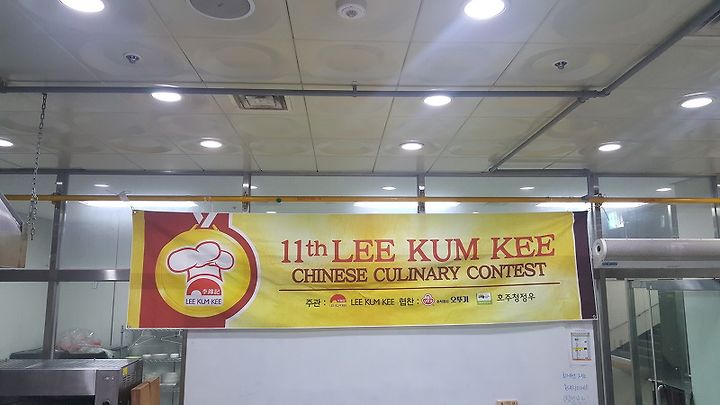 李錦記
LEE KUM KEE
11th LEE KUM KEE
CHINESE CULINARY CONTEST
주관 : LEE KUM KEE 협찬 : 오뚜기 호주청정우